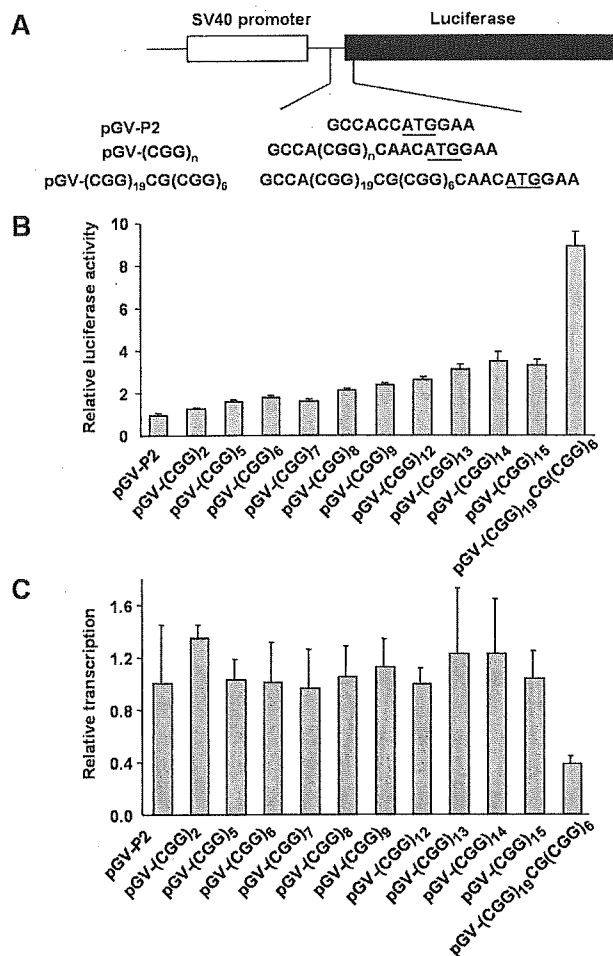 A
SV40 promoter
Luciferase
pGV-P2
GCCACCATGGAA
pGV-(CGG)n
GCCA(CGG)nCAACATGGAA
pGV-(CGG)19CG(CGG)6
GCCA(CGG)19CG(CGG)6CAACATGGAA
B
Relative luciferase activity
10
8
6
4
2
0
pGV-P2
pGV-(CGG)2
pGV-(CGG)5
pGV-(CGG)6
pGV-(CGG)7
pGV-(CGG)8
pGV-(CGG)9
pGV-(CGG)12
pGV-(CGG)13
pGV-(CGG)14
pGV-(CGG)15
pGV-(CGG)19CG(CGG)6
C
Relative transcription
1.6
1.2
0.8
0.4
0.0
pGV-P2
pGV-(CGG)2
pGV-(CGG)5
pGV-(CGG)6
pGV-(CGG)7
pGV-(CGG)8
pGV-(CGG)9
pGV-(CGG)12
pGV-(CGG)13
pGV-(CGG)14
pGV-(CGG)15
pGV-(CGG)19CG(CGG)6